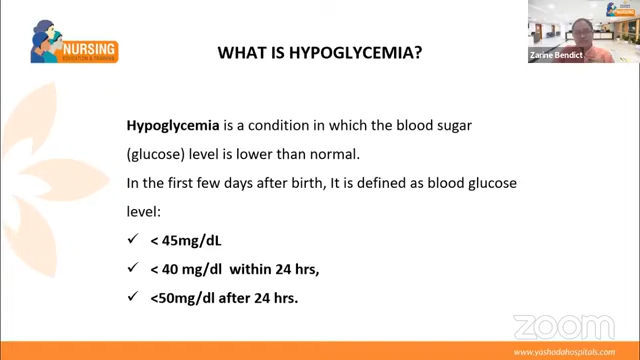 NURSING
EDUCATION & TRAINING
WHAT IS HYPOGLYCEMIA?
Zarine Bendict
Hypoglycemia is a condition in which the blood sugar
(glucose) level is lower than normal.
In the first few days after birth, It is defined as blood glucose
level:
✓ < 45mg/dL
✓ < 40 mg/dl within 24 hrs,
✓ <50mg/dl after 24 hrs.
zoom
www.yashodahospitals.com